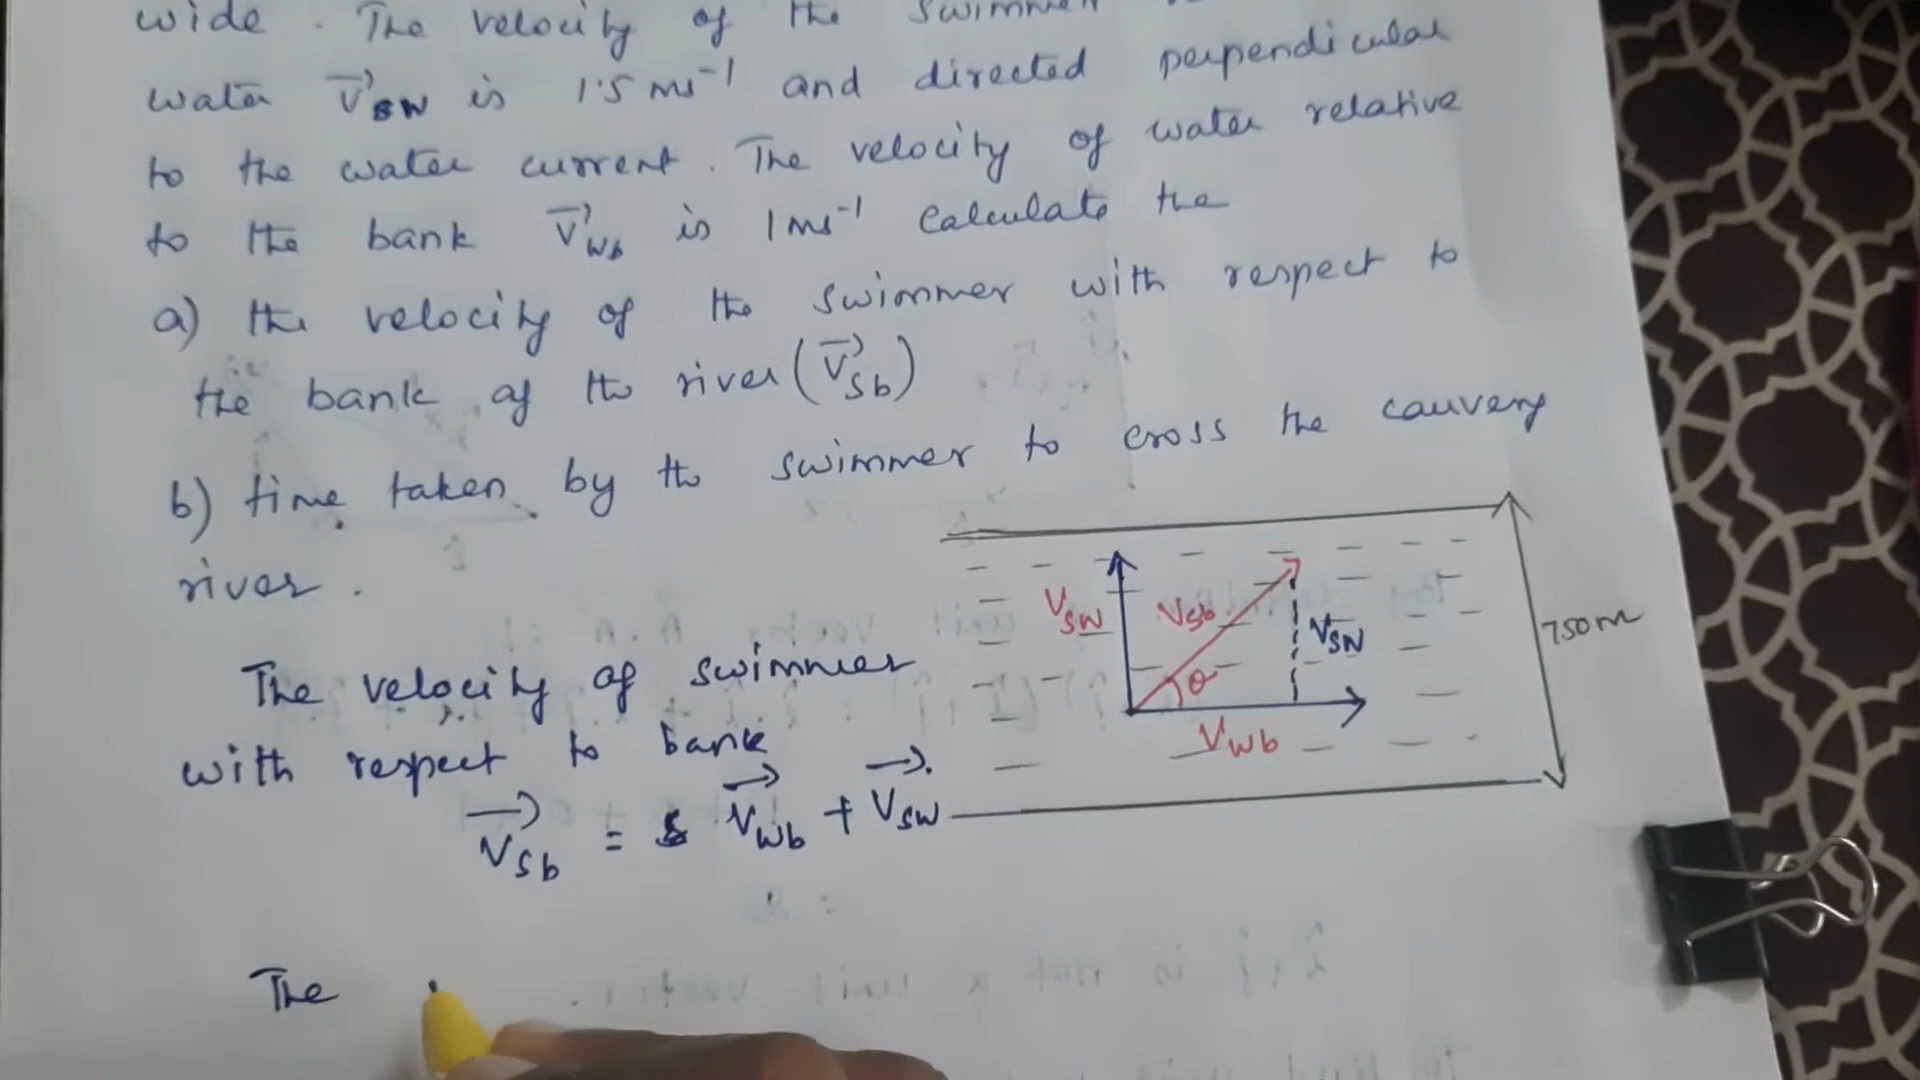 wide. The velocity of the swimmer
water V⃗SW is 1.5 ms⁻¹ and directed perpendicular
to the water current. The velocity of water relative
to the bank V⃗wb is 1 ms⁻¹ Calculate the
a) the velocity of the swimmer with respect to
the bank of the river (V⃗Sb)
b) time taken by the swimmer to cross the cauvery
river.
VSW
VSb
VSW
θ
Vwb
750m
The velocity of swimmer
with respect to bank
V⃗Sb = V⃗wb + V⃗SW
The